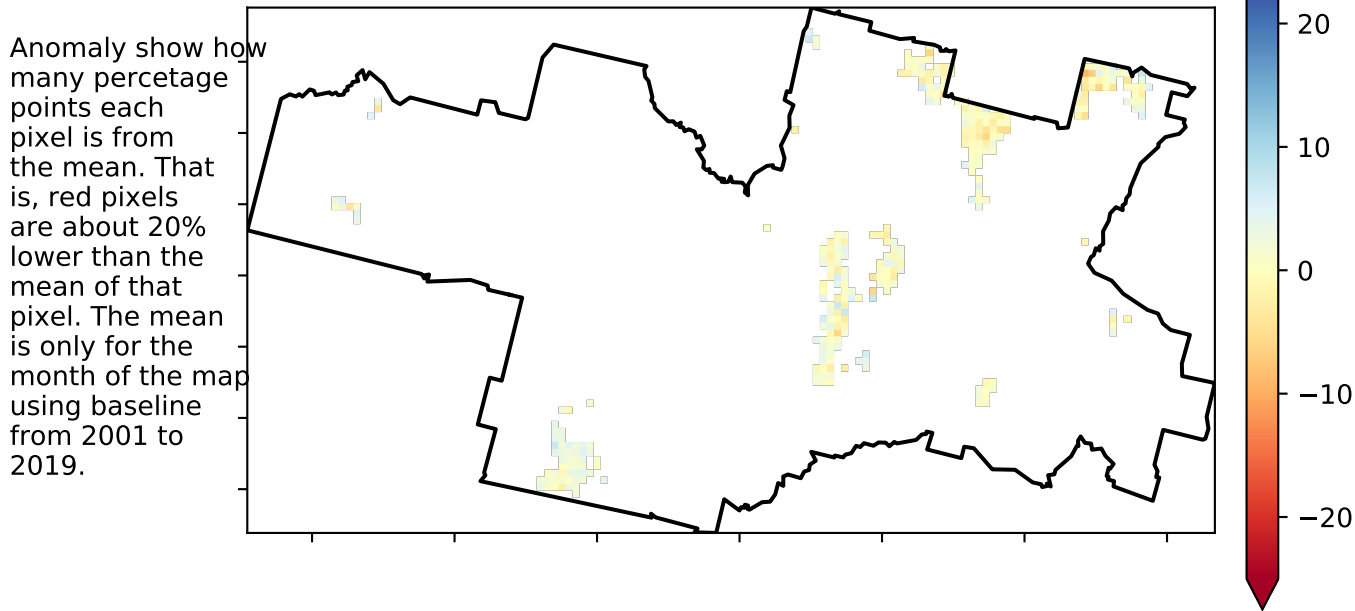 Anomaly show how
many percetage
points each
pixel is from
the mean. That
is, red pixels
are about 20%
lower than the
mean of that
pixel. The mean
is only for the
month of the map
using baseline
from 2001 to
2019.
20
10
0
−10
−20